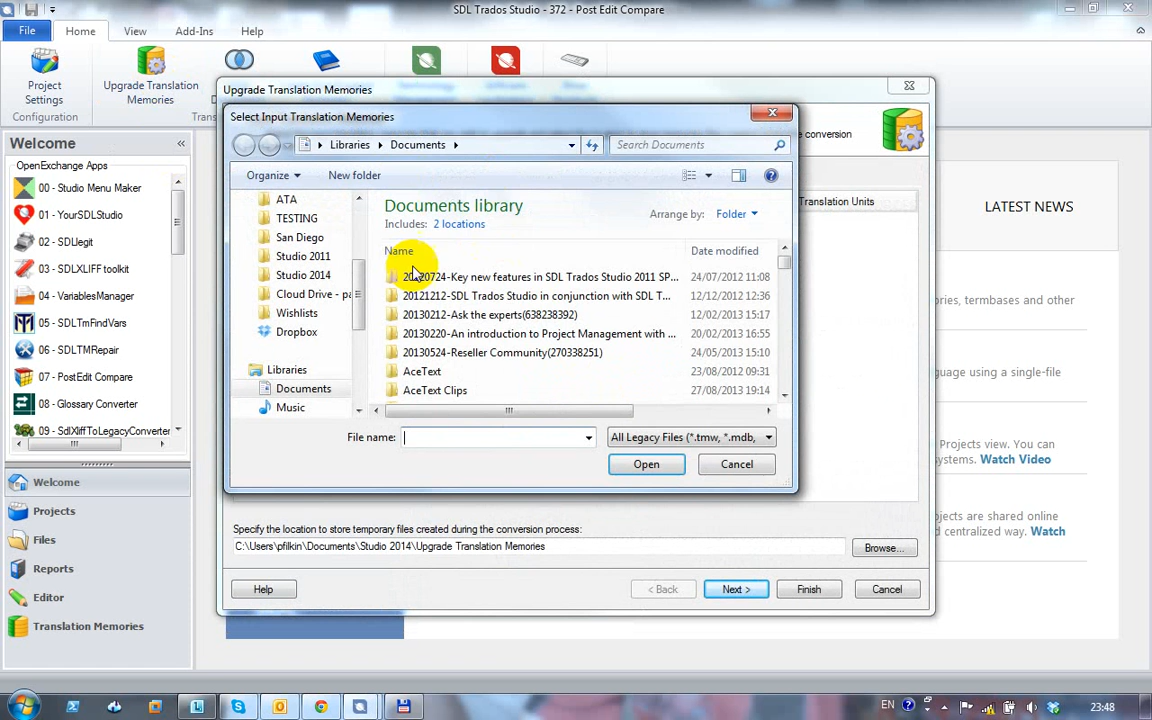 SDL Trados Studio - 372 - Post Edit Compare
File Home View Add-Ins Help
Project Settings
Upgrade Translation Memories
Configuration
Welcome
OpenExchange Apps
00 - Studio Menu Maker
01 - YourSDLStudio
02 - SDLlegit
03 - SDLXLIFF toolkit
04 - VariablesManager
05 - SDLTmFindVars
06 - SDLTMRepair
07 - PostEdit Compare
08 - Glossary Converter
09 - SdlXliffToLegacyConverter
Welcome
Projects
Files
Reports
Editor
Translation Memories
Upgrade Translation Memories
conversion
Translation Units
Select Input Translation Memories
Libraries Documents
Search Documents
Organize New folder
ATA
TESTING
San Diego
Studio 2011
Studio 2014
Cloud Drive - pa
Wishlists
Dropbox
Libraries
Documents
Music
Documents library
Includes: 2 locations
Arrange by: Folder
Name Date modified
20120724-Key new features in SDL Trados Studio 2011 SP... 24/07/2012 11:08
20121212-SDL Trados Studio in conjunction with SDL T... 12/12/2012 12:36
20130212-Ask the experts(638238392) 12/02/2013 15:17
20130220-An introduction to Project Management with ... 20/02/2013 16:55
20130524-Reseller Community(270338251) 24/05/2013 15:10
AceText 23/08/2012 09:31
AceText Clips 27/08/2013 19:14
File name: All Legacy Files (*.tmw, *.mdb,
Open Cancel
Specify the location to store temporary files created during the conversion process:
C:\Users\pfilkin\Documents\Studio 2014\Upgrade Translation Memories
Browse...
Help < Back Next > Finish Cancel
LATEST NEWS
ories, termbases and other
nguage using a single-file
Projects view. You can
ystems. Watch Video
ojects are shared online
d centralized way. Watch
EN 23:48